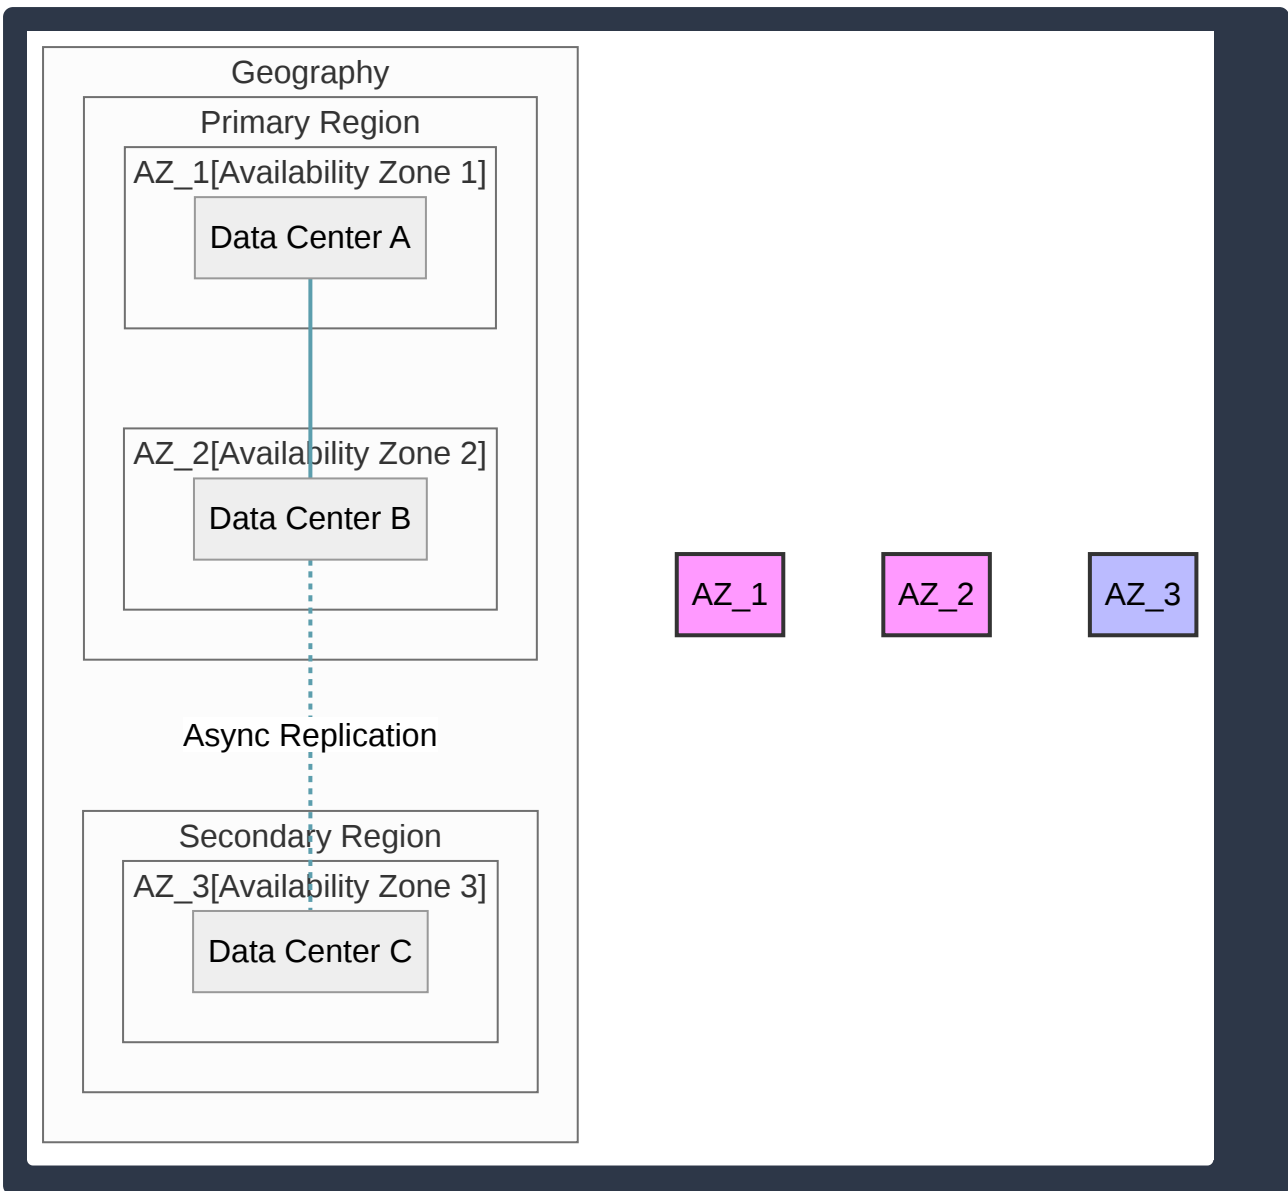 Geography
Primary Region
AZ_1[Availability Zone 1]
Data Center A
AZ_2[Availability Zone 2]
Data Center B
Async Replication
Secondary Region
AZ_3[Availability Zone 3]
Data Center C
AZ_1
AZ_2
AZ_3